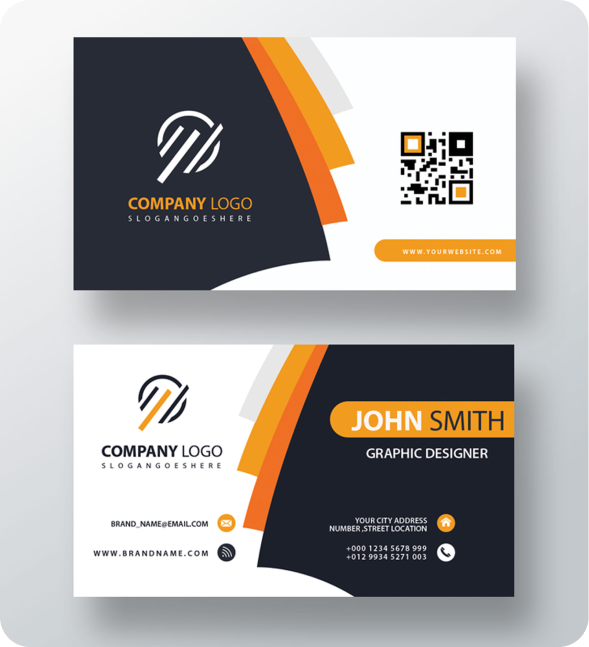 COMPANY LOGO
SLOGANGOESHERE
WWW.YOURWEBSITE.COM
COMPANY LOGO
SLOGANGOESHERE
JOHN SMITH
GRAPHIC DESIGNER
BRAND_NAME@EMAIL.COM
WWW.BRANDNAME.COM
YOUR CITY ADDRESS
NUMBER ,STREET LOCATION
+000 1234 5678 999
+012 9934 5271 003